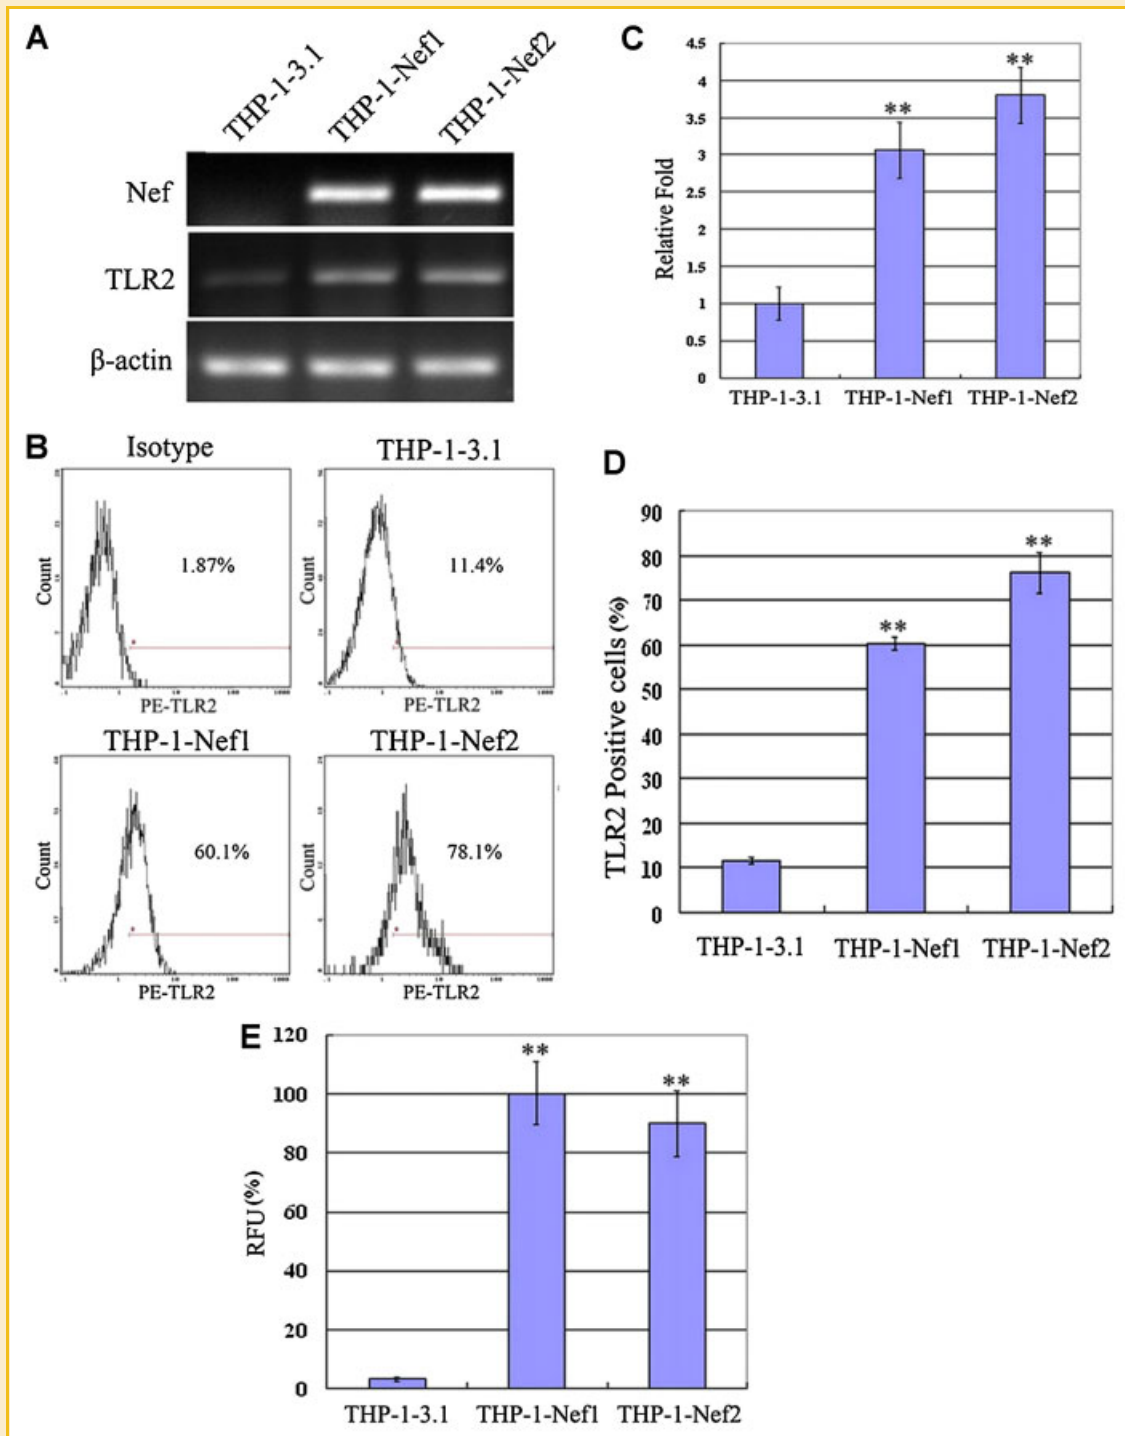 A
THP-1-3.1
THP-1-Nef1
THP-1-Nef2
Nef
TLR2
β-actin
B
Isotype
Count
1.87%
PE-TLR2
THP-1-3.1
Count
11.4%
PE-TLR2
THP-1-Nef1
Count
60.1%
PE-TLR2
THP-1-Nef2
Count
78.1%
PE-TLR2
C
Relative Fold
4.5
4
3.5
3
2.5
2
1.5
1
0.5
0
**
**
THP-1-3.1 THP-1-Nef1 THP-1-Nef2
D
TLR2 Positive cells (%)
90
80
70
60
50
40
30
20
10
0
**
**
THP-1-3.1 THP-1-Nef1 THP-1-Nef2
E
RFU (%)
120
100
80
60
40
20
0
**
**
THP-1-3.1 THP-1-Nef1 THP-1-Nef2